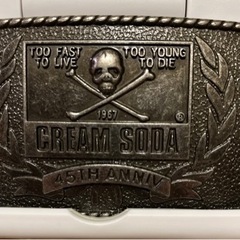 TOO FAST TOO YOUNG
TO LIVE TO DIE
1967
®
CREAM SODA
45TH ANNIV